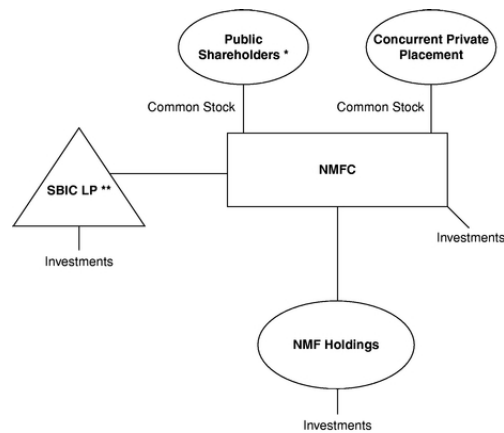 Public
Shareholders *
Concurrent Private
Placement
Common Stock
Common Stock
NMFC
SBIC LP **
Investments
Investments
NMF Holdings
Investments